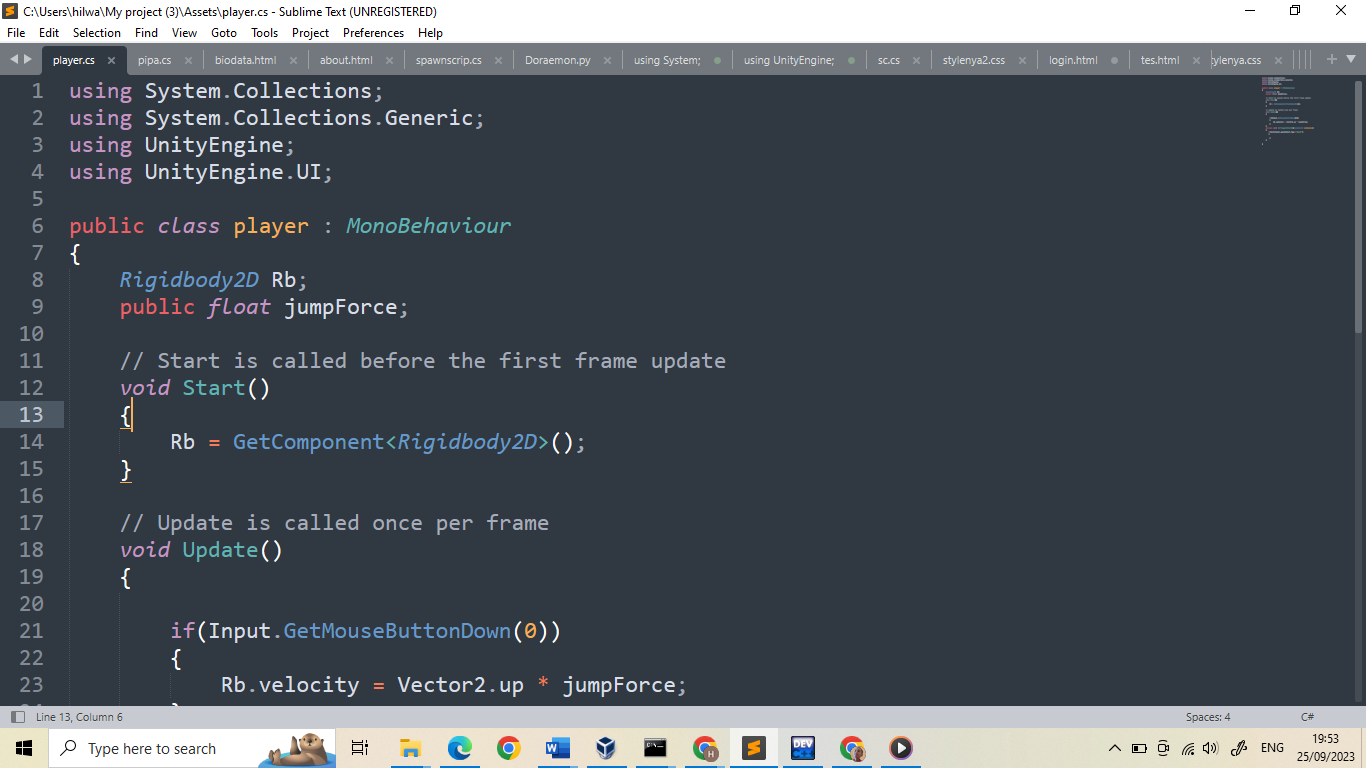 C:\Users\hilwa\My project (3)\Assets\player.cs - Sublime Text (UNREGISTERED)
File Edit Selection Find View Goto Tools Project Preferences Help
player.cs pipa.cs biodata.html about.html spawnscrip.cs Doraemon.py using System; using UnityEngine; sc.cs stylenya2.css login.html tes.html tylenya.css
1 using System.Collections;
2 using System.Collections.Generic;
3 using UnityEngine;
4 using UnityEngine.UI;
5
6 public class player : MonoBehaviour
7 {
8 Rigidbody2D Rb;
9 public float jumpForce;
10
11 // Start is called before the first frame update
12 void Start()
13 {
14 Rb = GetComponent<Rigidbody2D>();
15 }
16
17 // Update is called once per frame
18 void Update()
19 {
20
21 if(Input.GetMouseButtonDown(0))
22 {
23 Rb.velocity = Vector2.up * jumpForce;
Line 13, Column 6 Spaces: 4 C#
Type here to search
H
DEV
ENG
19:53
25/09/2023